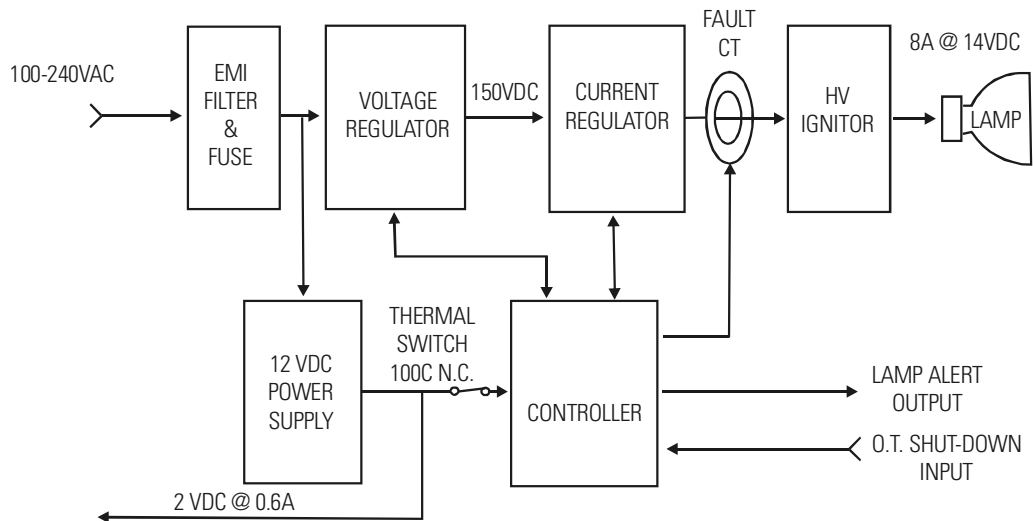 FAULT
CT
8A @ 14VDC
100-240VAC
EMI
FILTER
&
FUSE
VOLTAGE
REGULATOR
150VDC
CURRENT
REGULATOR
HV
IGNITOR
LAMP
12 VDC
POWER
SUPPLY
THERMAL
SWITCH
100C N.C.
CONTROLLER
LAMP ALERT
OUTPUT
O.T. SHUT-DOWN
INPUT
2 VDC @ 0.6A